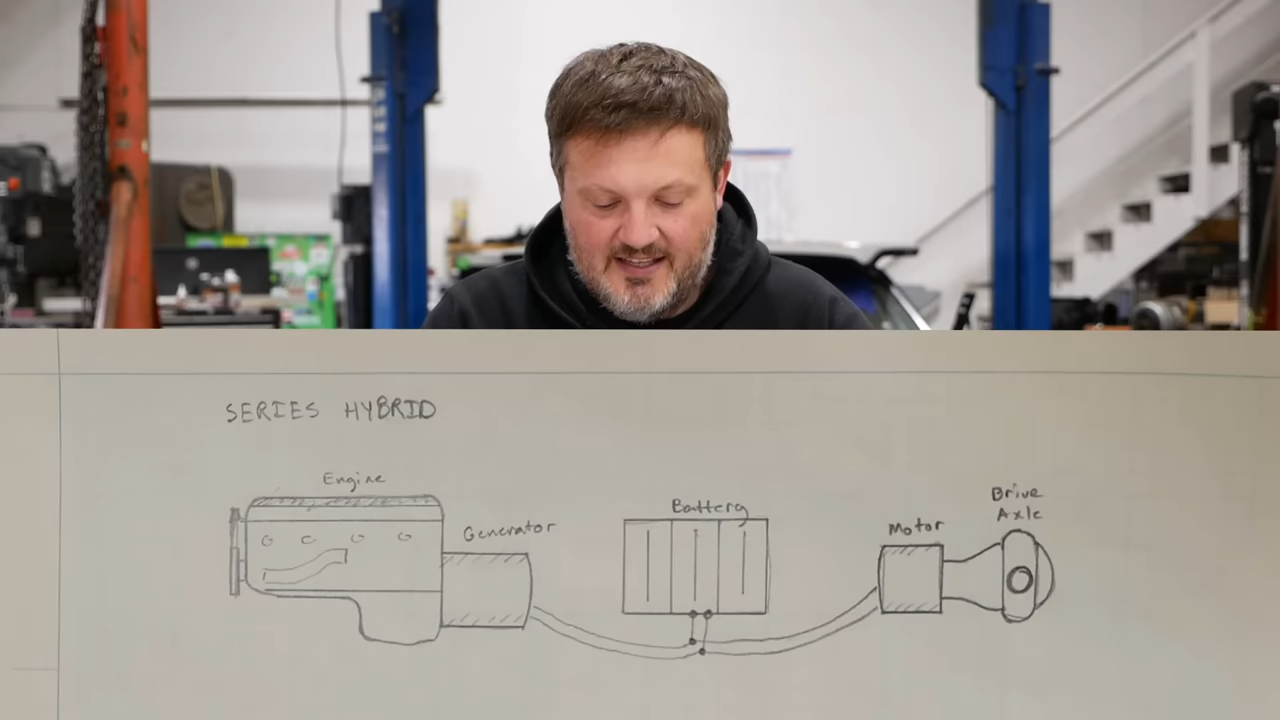 SERIES HYBRID
Engine
Generator
Battery
Motor
Drive
Axle